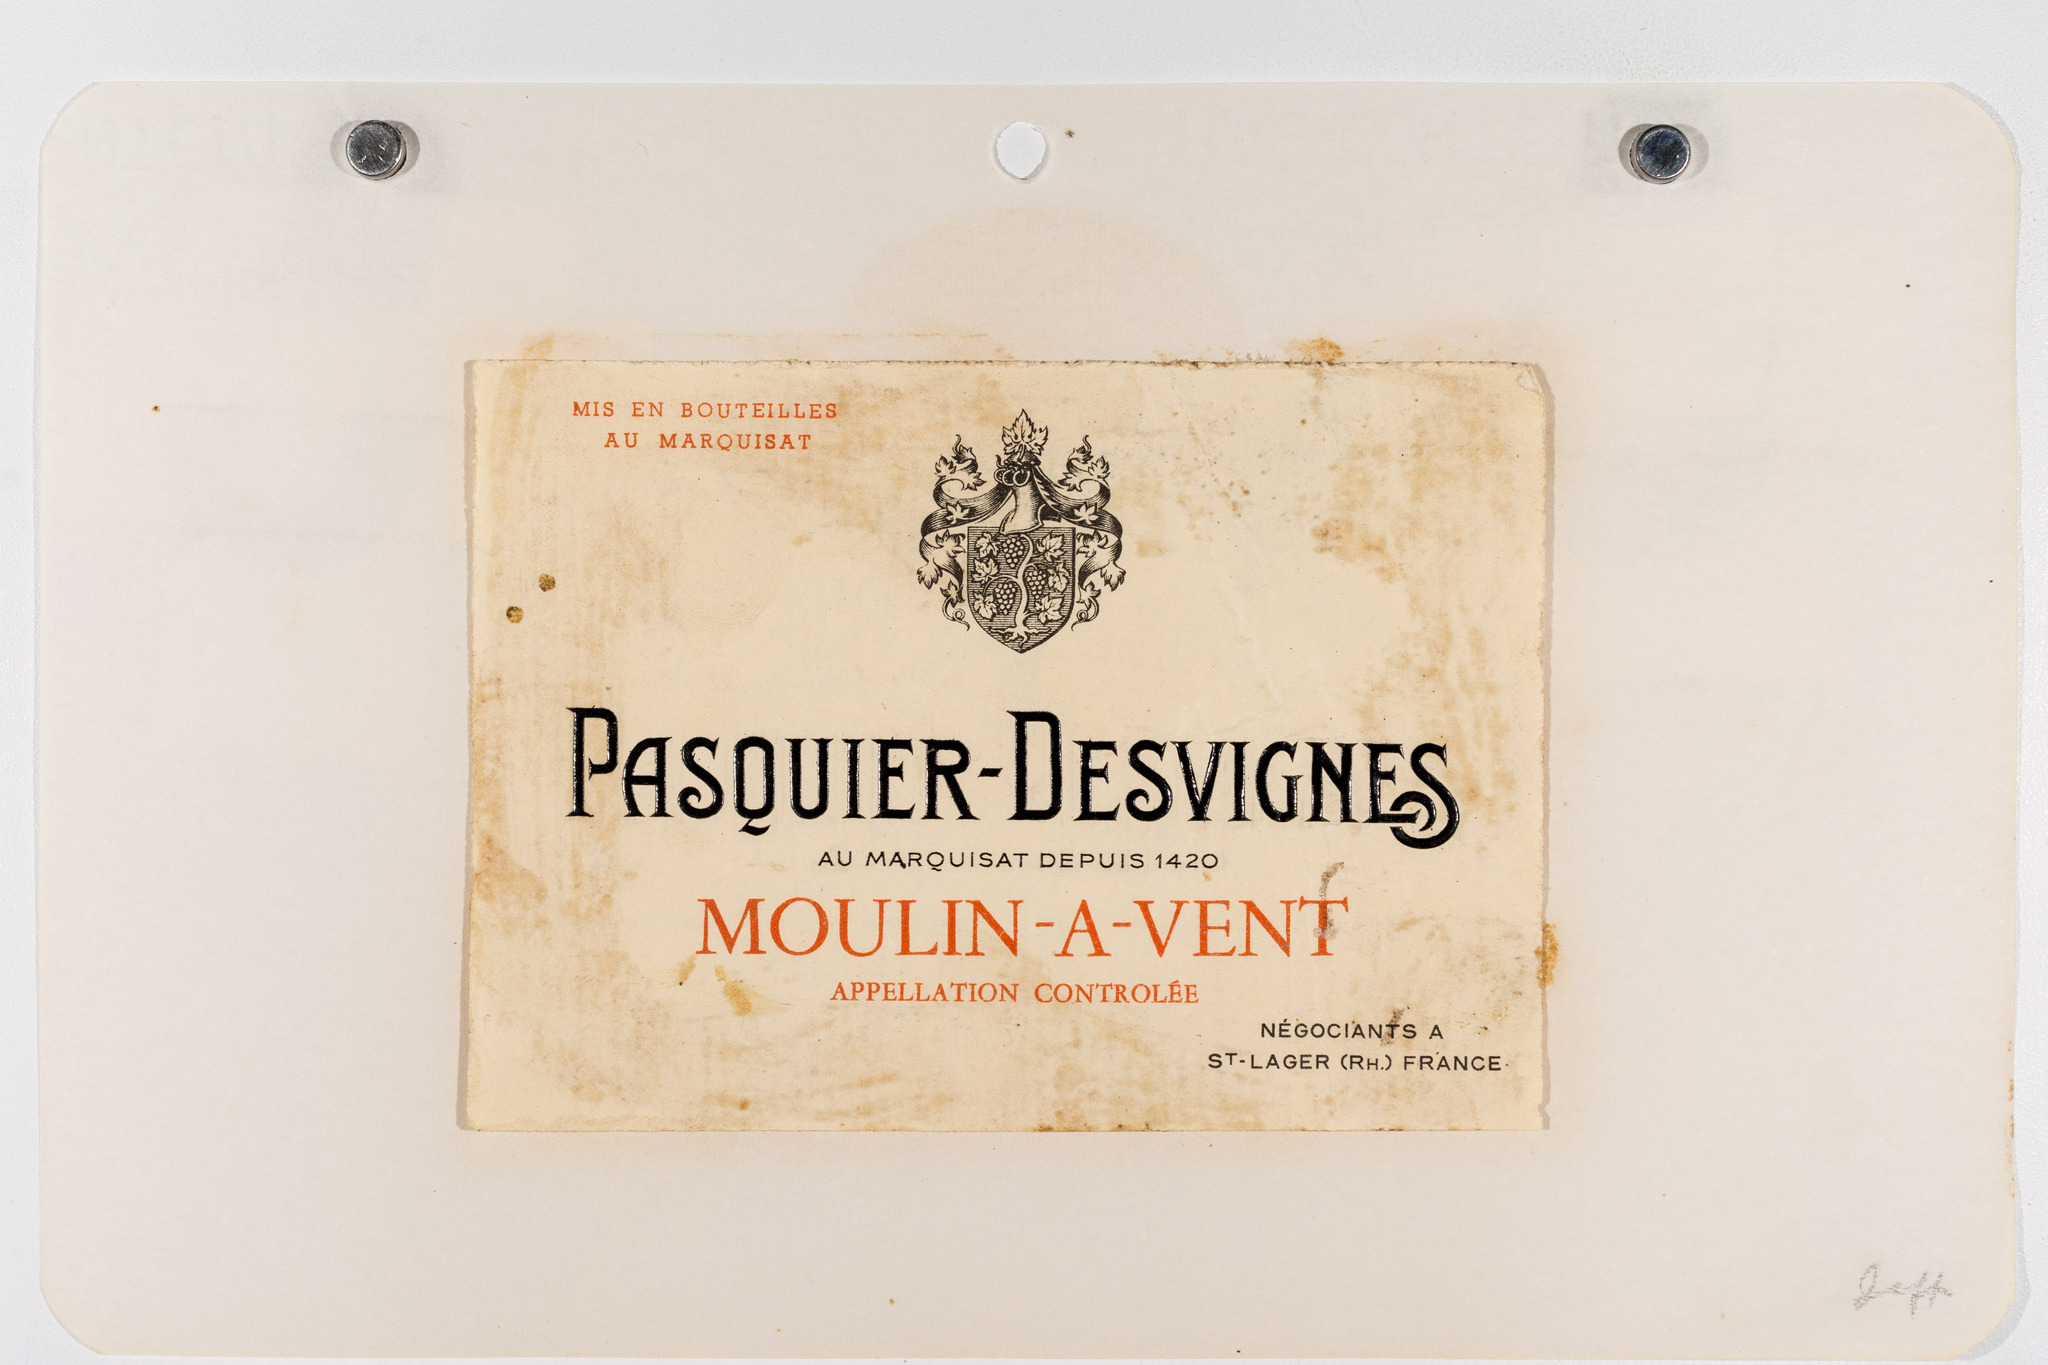 MIS EN BOUTEILLES
AU MARQUISAT
PASQUIER-DESVIGNES
AU MARQUISAT DEPUIS 1420
MOULIN-A-VENT
APPELLATION CONTROLÉE
NÉGOCIANTS A
ST-LAGER (RH.) FRANCE